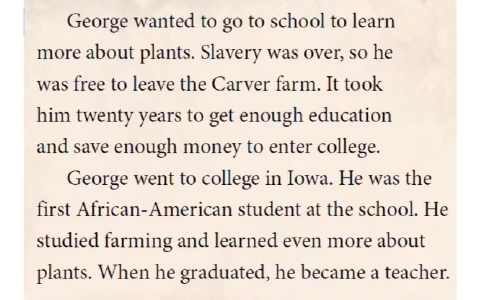 George wanted to go to school to learn
more about plants. Slavery was over, so he
was free to leave the Carver farm. It took
him twenty years to get enough education
and save enough money to enter college.
George went to college in Iowa. He was the
first African-American student at the school. He
studied farming and learned even more about
plants. When he graduated, he became a teacher.